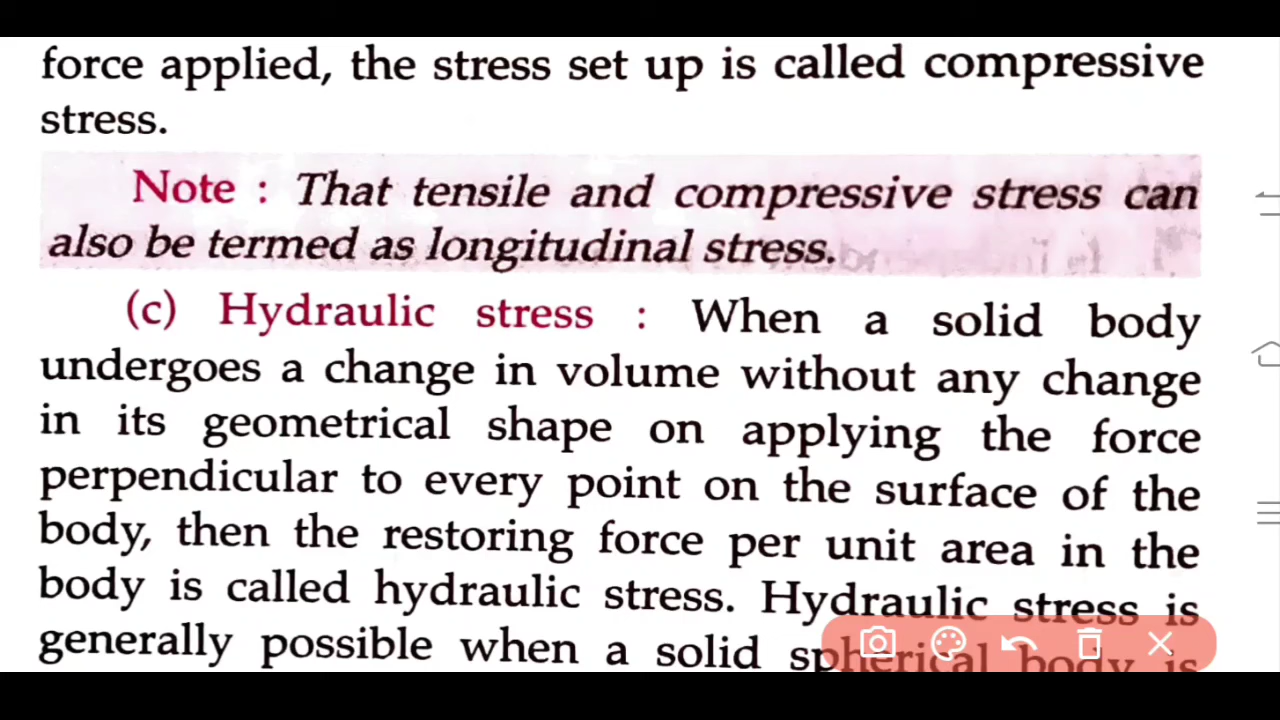 force applied, the stress set up is called compressive
stress.
Note : That tensile and compressive stress can
also be termed as longitudinal stress.
(c) Hydraulic stress : When a solid body
undergoes a change in volume without any change
in its geometrical shape on applying the force
perpendicular to every point on the surface of the
body, then the restoring force per unit area in the
body is called hydraulic stress. Hydraulic stress is
generally possible when a solid spherical body is